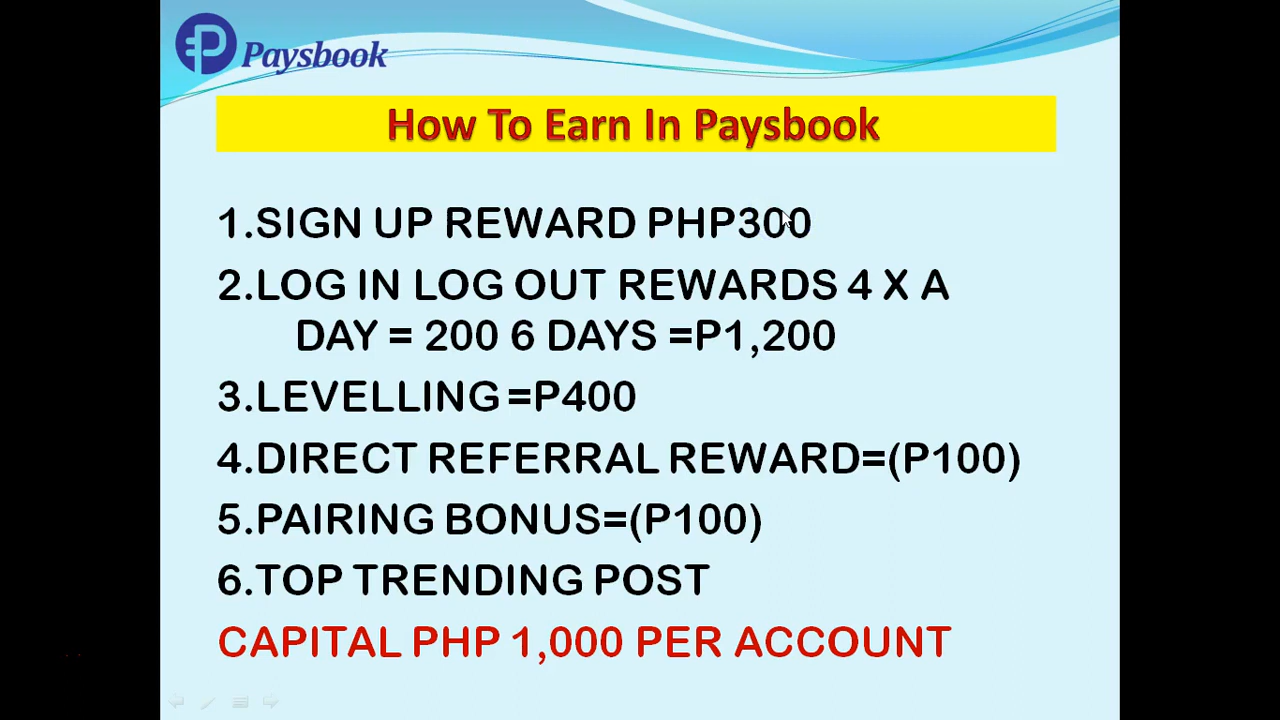 Paysbook
How To Earn In Paysbook
1.SIGN UP REWARD PHP300
2.LOG IN LOG OUT REWARDS 4 X A
DAY = 200 6 DAYS =P1,200
3.LEVELLING =P400
4.DIRECT REFERRAL REWARD=(P100)
5.PAIRING BONUS=(P100)
6.TOP TRENDING POST
CAPITAL PHP 1,000 PER ACCOUNT